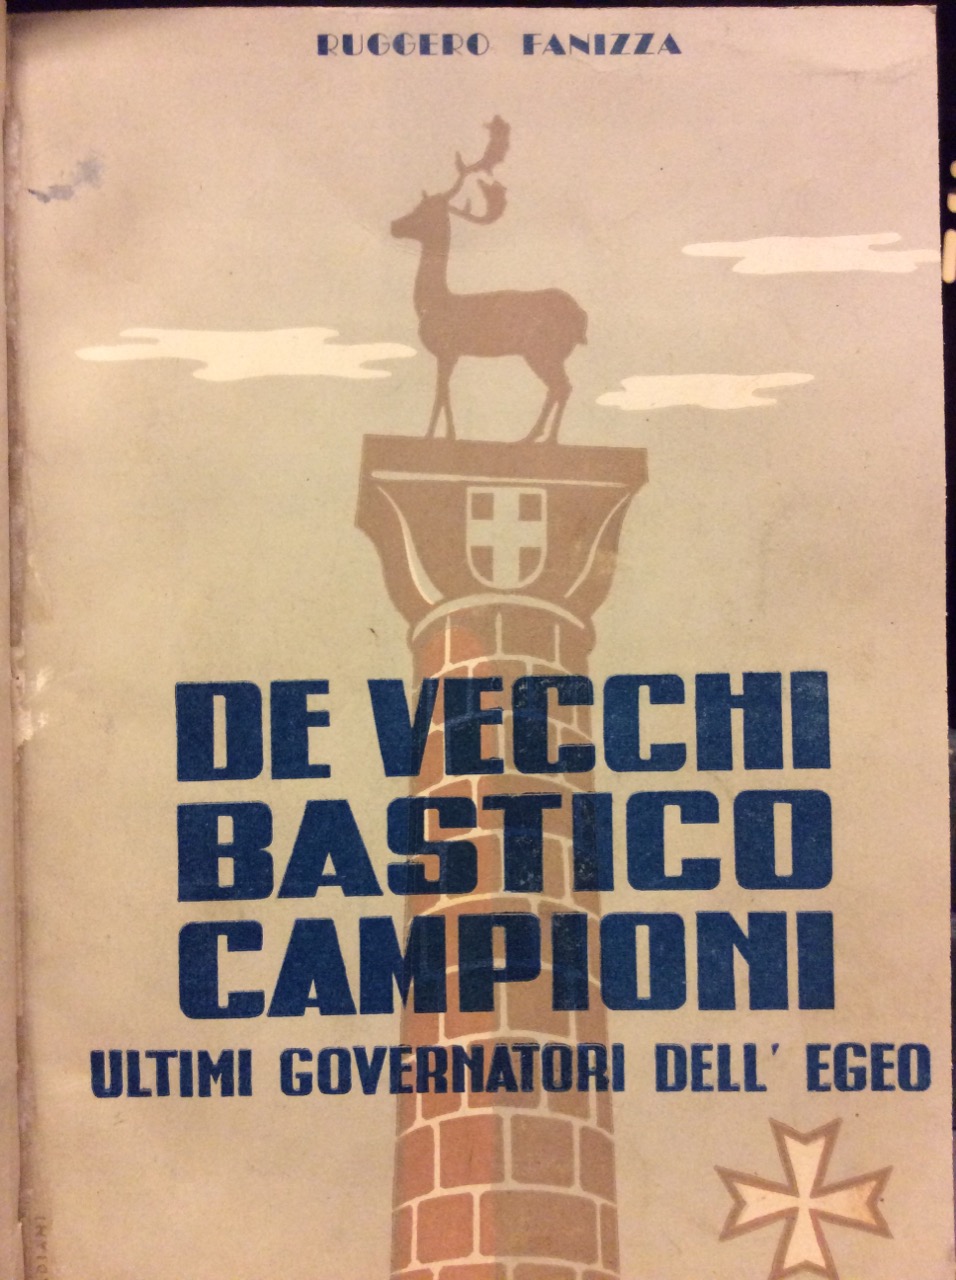 RUGGERO FANIZZA
DE VECCHI
BASTICO
CAMPIONI
ULTIMI GOVERNATORI DELL' EGEO